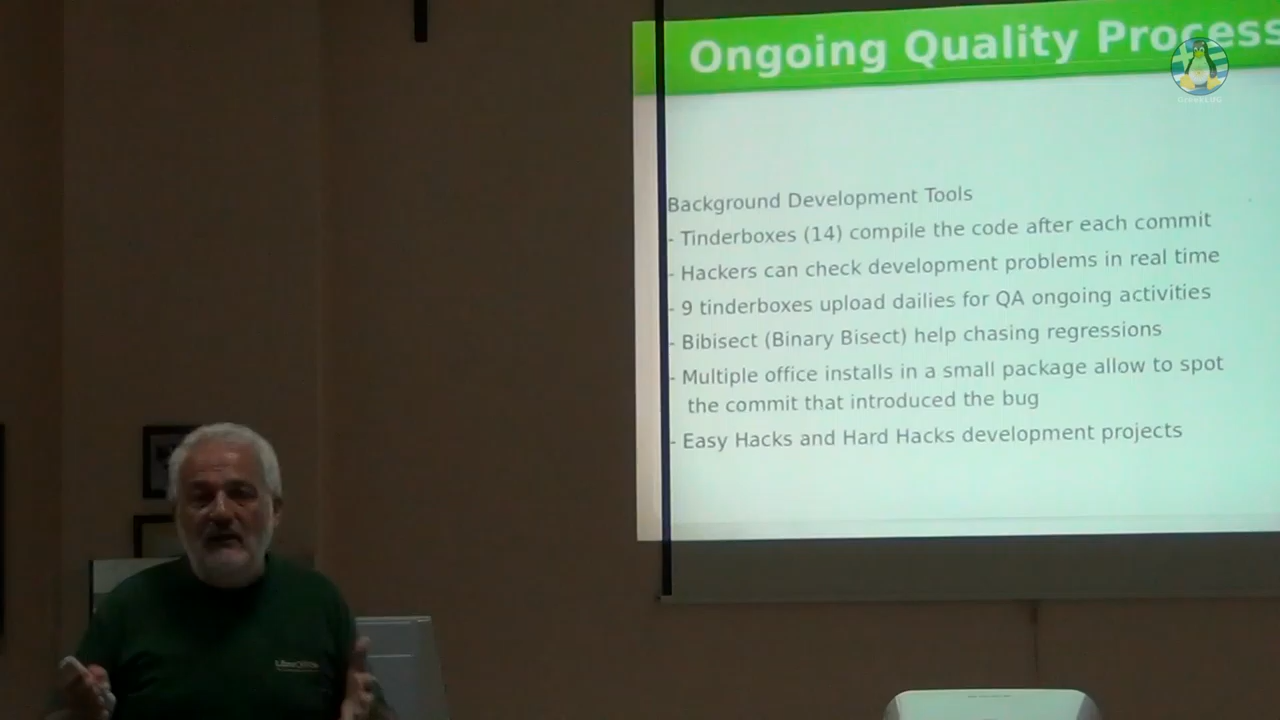 Ongoing Quality Process
Background Development Tools
- Tinderboxes (14) compile the code after each commit
- Hackers can check development problems in real time
- 9 tinderboxes upload dailies for QA ongoing activities
- Bibisect (Binary Bisect) help chasing regressions
- Multiple office installs in a small package allow to spot
the commit that introduced the bug
- Easy Hacks and Hard Hacks development projects
LibreOffice